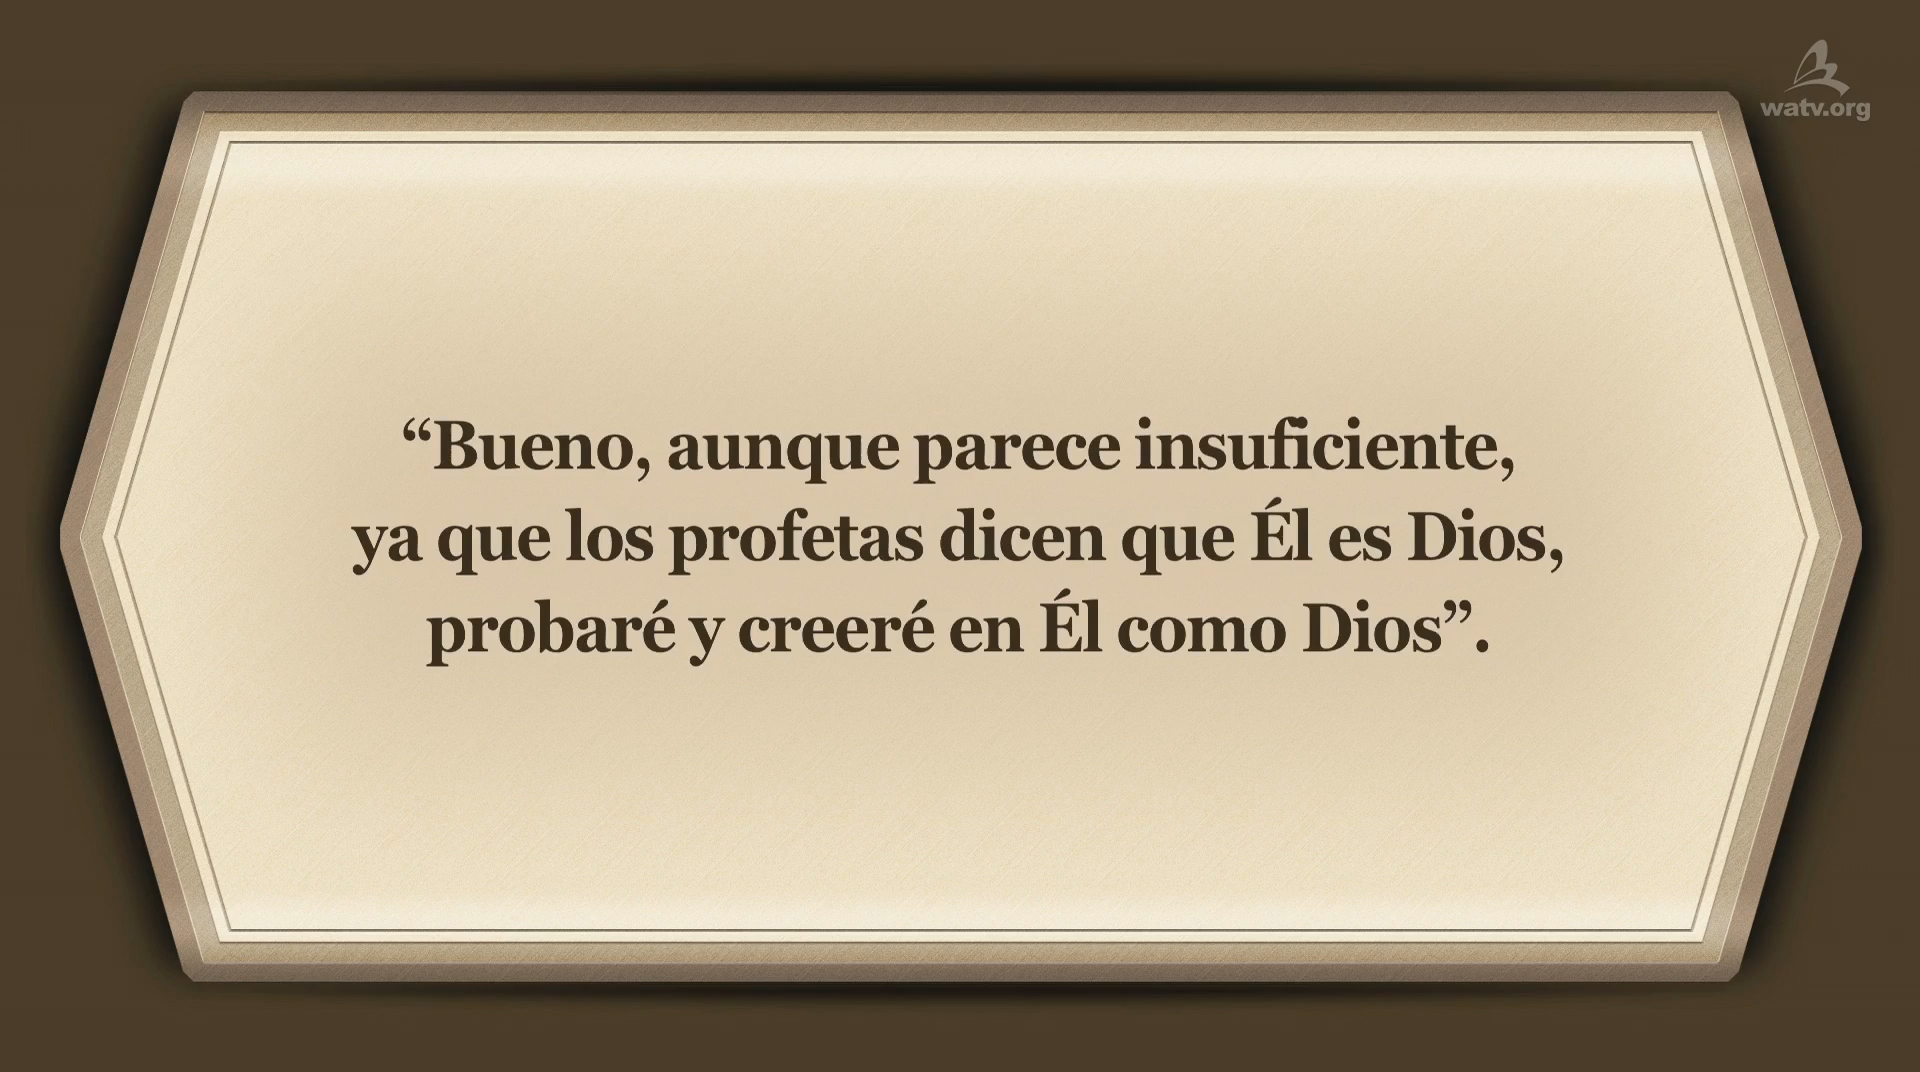 watv.org
“Bueno, aunque parece insuficiente,
ya que los profetas dicen que Él es Dios,
probaré y creeré en Él como Dios”.